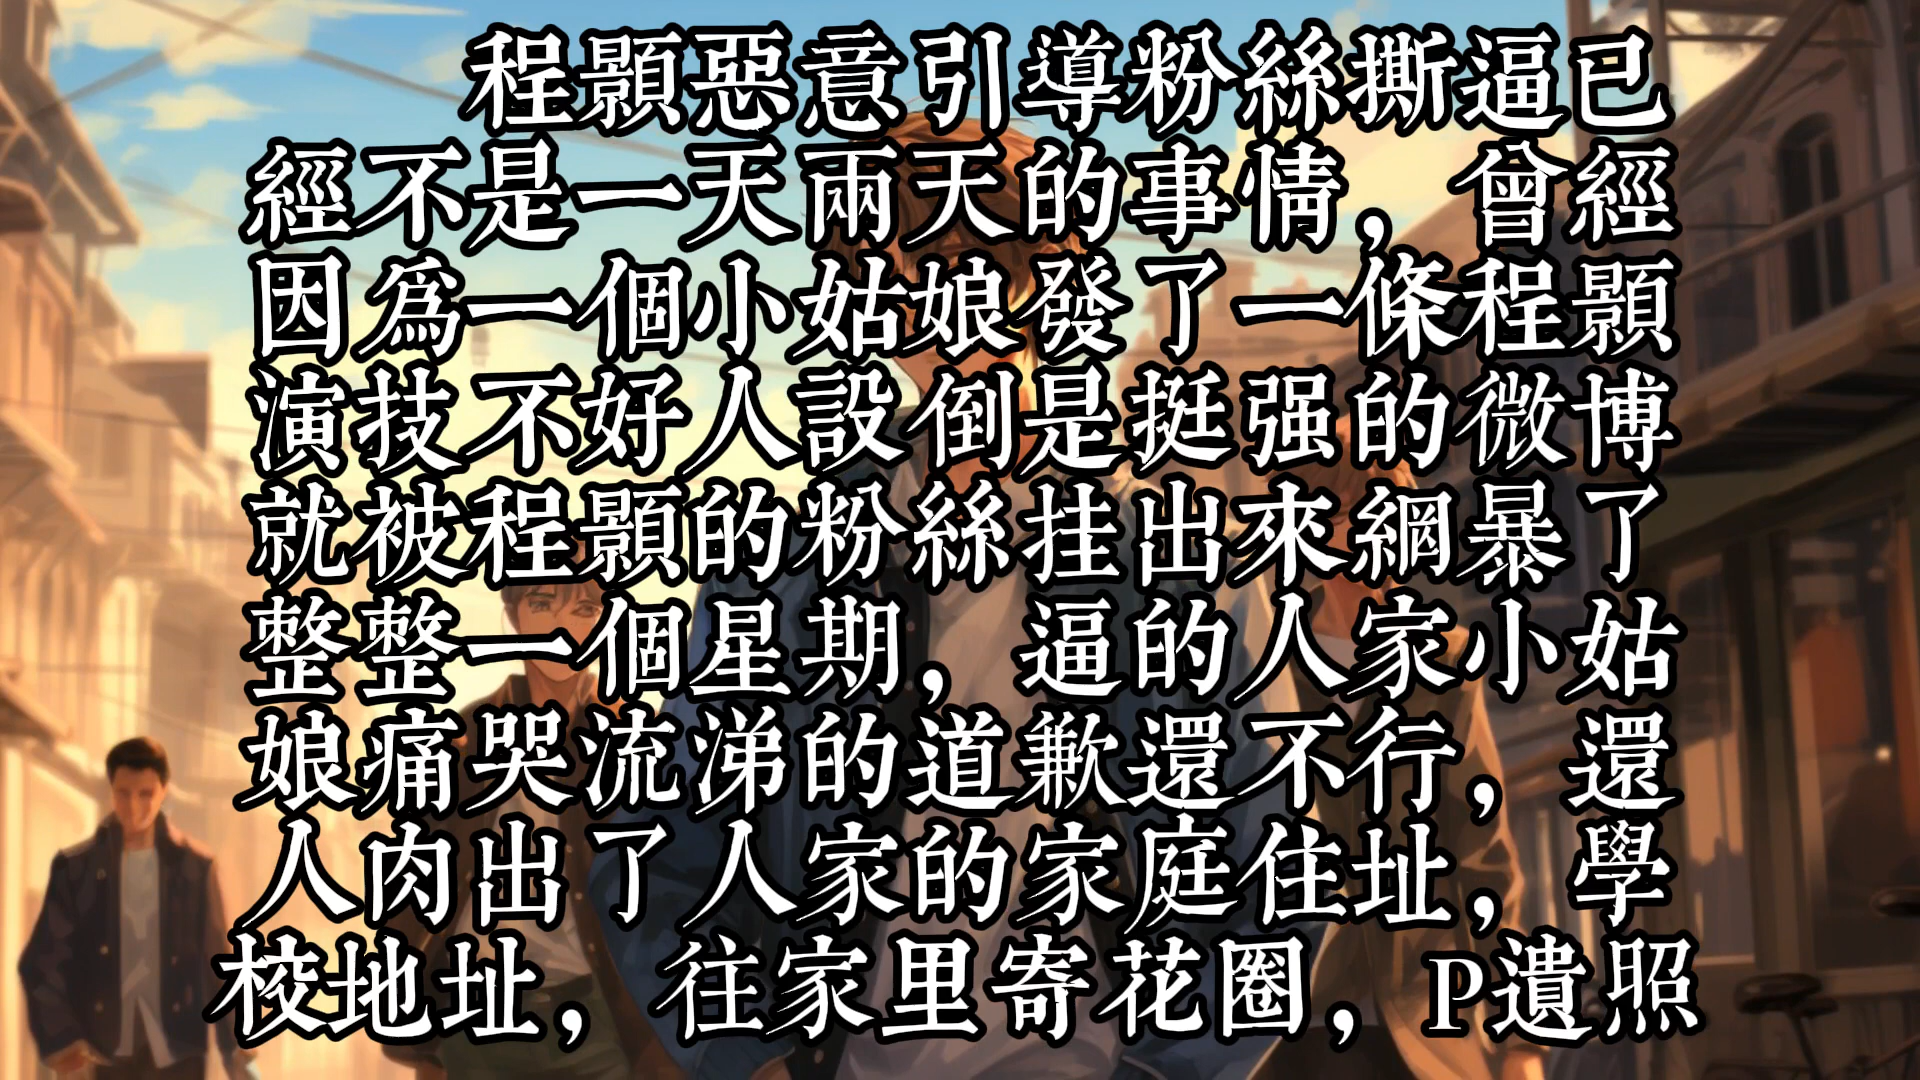 程顥惡意引導粉絲撕逼已
經不是一天兩天的事情，曾經
因爲一個小姑娘發了一條程顥
演技不好人設倒是挺强的微博
就被程顥的粉絲挂出來網暴了
整整一個星期，逼的人家小姑
娘痛哭流涕的道歉還不行，還
人肉出了人家的家庭住址，學
校地址，往家里寄花圈，P遺照